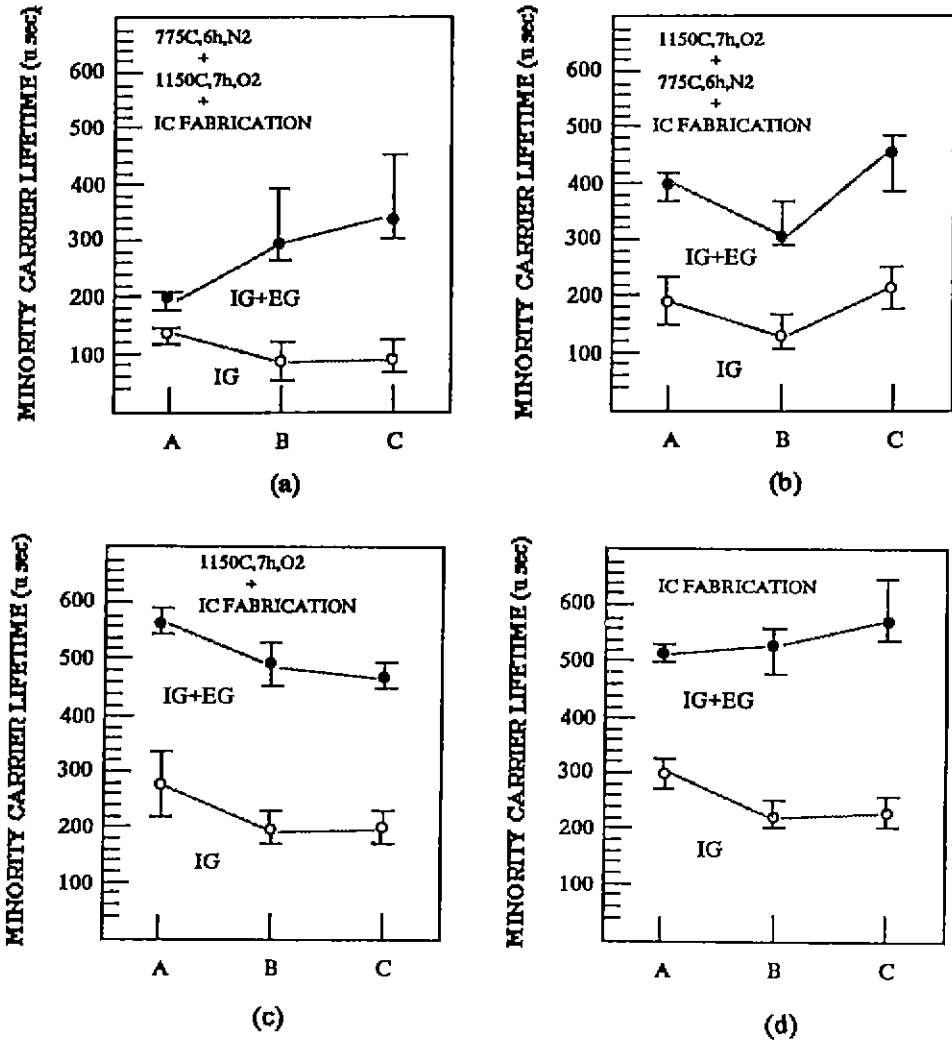 MINORITY CARRIER LIFETIME (u sec)
775C,6h,N2
+
1150C,7h,O2
+
IC FABRICATION
600
500
400
300
200
100
IG+EG
IG
A B C
(a)
MINORITY CARRIER LIFETIME (u sec)
1150C,7h,O2
+
775C,6h,N2
+
IC FABRICATION
600
500
400
300
200
100
IG+EG
IG
A B C
(b)
MINORITY CARRIER LIFETIME (u sec)
1150C,7h,O2
+
IC FABRICATION
600
500
400
300
200
100
IG+EG
IG
A B C
(c)
MINORITY CARRIER LIFETIME (u sec)
IC FABRICATION
600
500
400
300
200
100
IG+EG
IG
A B C
(d)